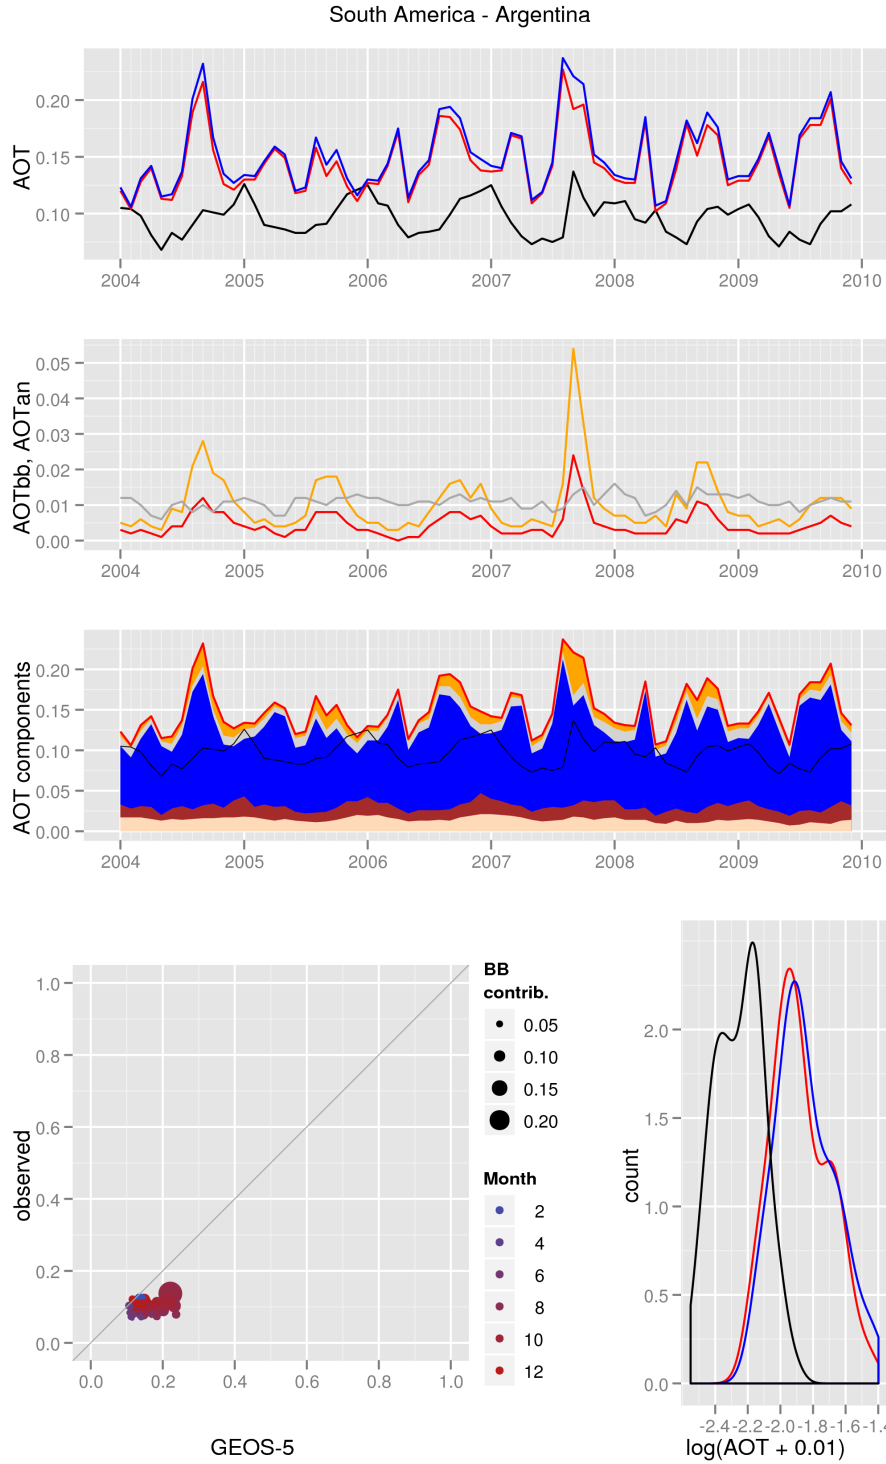 South America - Argentina
AOT
0.20
0.15
0.10
2004 2005 2006 2007 2008 2009 2010
AOTbb, AOTan
0.05
0.04
0.03
0.02
0.01
0.00
2004 2005 2006 2007 2008 2009 2010
AOT components
0.20
0.15
0.10
0.05
0.00
2004 2005 2006 2007 2008 2009 2010
observed
1.0
0.8
0.6
0.4
0.2
0.0
0.0 0.2 0.4 0.6 0.8 1.0
GEOS-5
BB
contrib.
0.05
0.10
0.15
0.20
Month
2
4
6
8
10
12
count
2.0
1.5
1.0
0.5
0.0
-2.4 -2.2 -2.0 -1.8 -1.6 -1.4
log(AOT + 0.01)